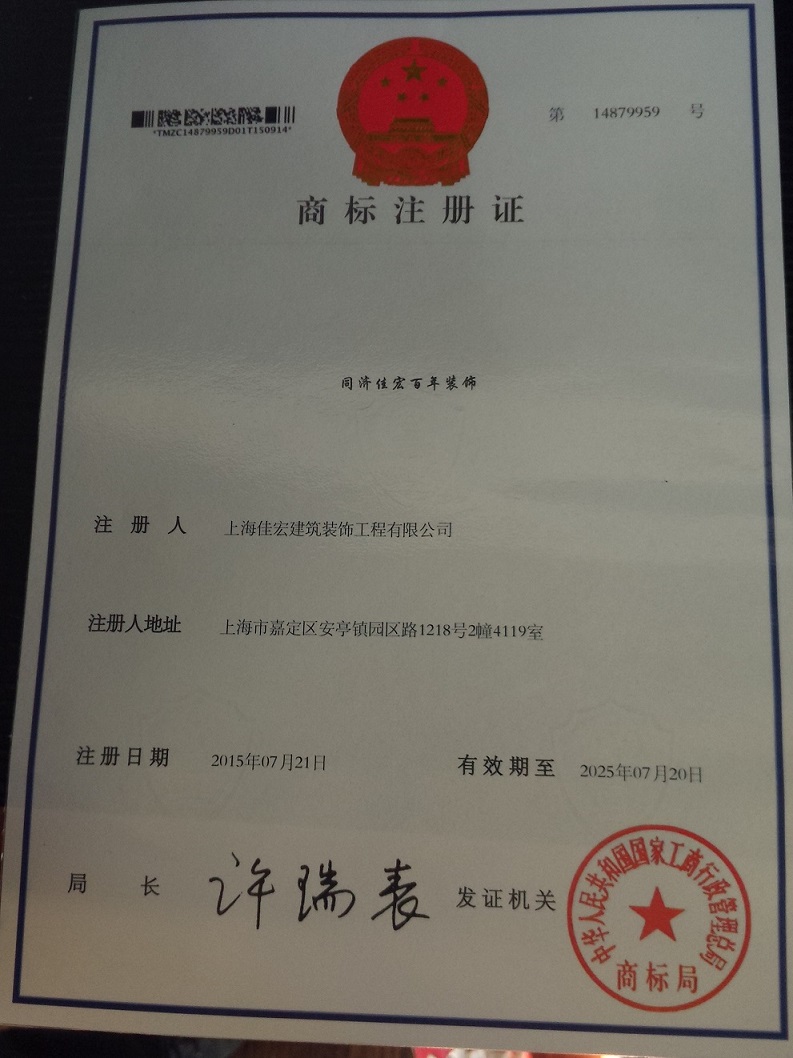 第 14879959 号
*TMZC14879959D01T150914*
商标注册证
同济佳宏百年装饰
注册人 上海佳宏建筑装饰工程有限公司
注册人地址 上海市嘉定区安亭镇园区路1218号2幢4119室
注册日期 2015年07月21日 有效期至 2025年07月20日
局长 许瑞表 发证机关
中华人民共和国国家工商行政管理总局
商标局